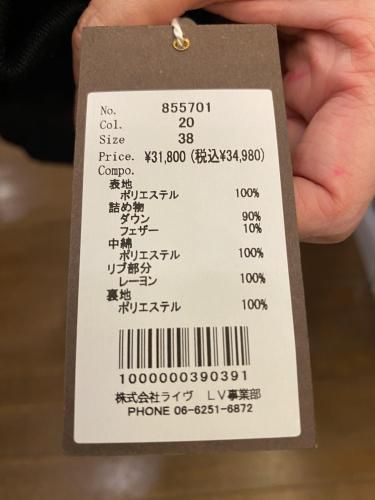 No. 855701
Col. 20
Size 38
Price. ¥31,800 (税込¥34,980)
Compo.
表地
ポリエステル 100%
詰め物
ダウン 90%
フェザー 10%
中綿
ポリエステル 100%
リブ部分
レーヨン 100%
裏地
ポリエステル 100%
1000000390391
株式会社ライヴ LV事業部
PHONE 06-6251-6872